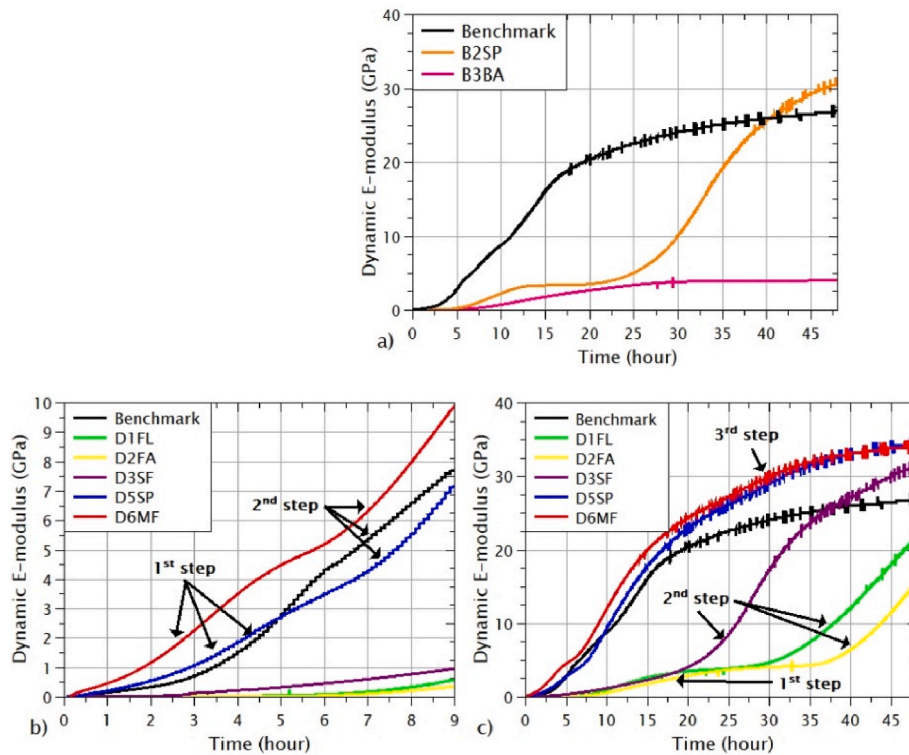 40
30
20
10
0
Dynamic E-modulus (GPa)
Benchmark
B2SP
B3BA
0 5 10 15 20 25 30 35 40 45
Time (hour)
a)
10
9
8
7
6
5
4
3
2
1
0
Dynamic E-modulus (GPa)
Benchmark
D1FL
D2FA
D3SF
D5SP
D6MF
2nd step
1st step
0 1 2 3 4 5 6 7 8 9
Time (hour)
b)
40
30
20
10
0
Dynamic E-modulus (GPa)
Benchmark
D1FL
D2FA
D3SF
D5SP
D6MF
3rd step
2nd step
1st step
0 5 10 15 20 25 30 35 40 45
Time (hour)
c)